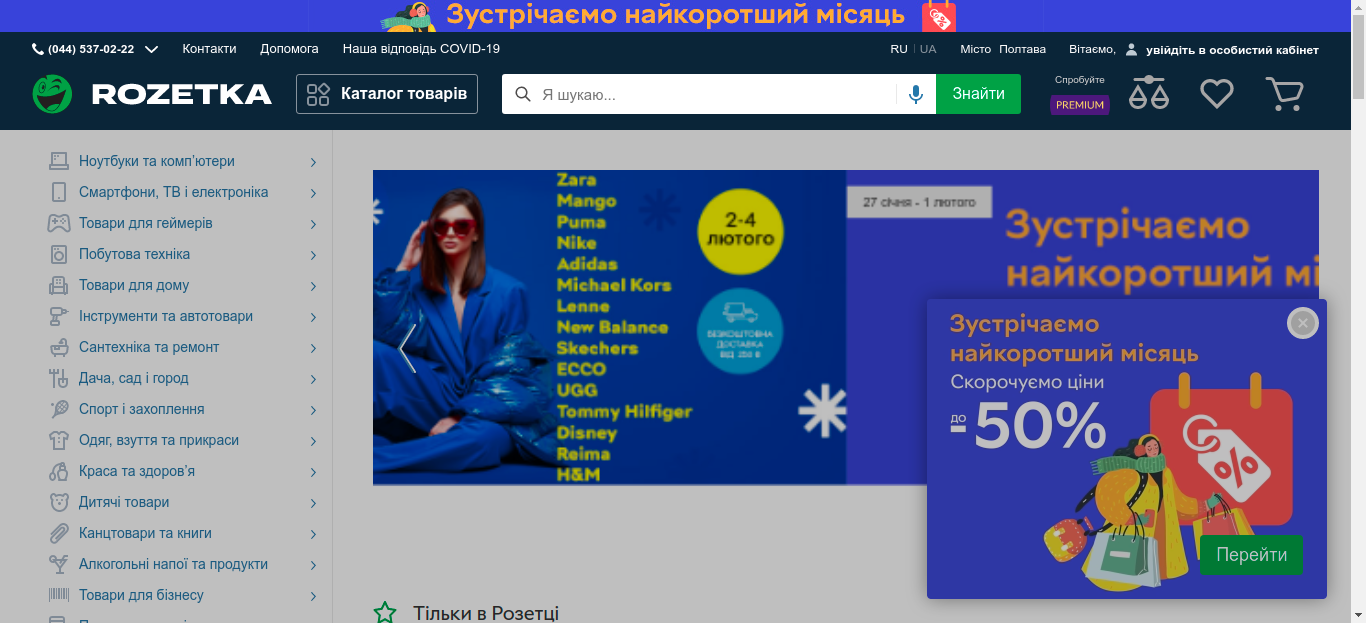 Зустрічаємо найкоротший місяць
(044) 537-02-22
Контакти
Допомога
Наша відповідь COVID-19
RU | UA
Місто Полтава
Вітаємо, увійдіть в особистий кабінет
ROZETKA
Каталог товарів
Я шукаю...
Знайти
Спробуйте
PREMIUM
Ноутбуки та комп'ютери
Смартфони, ТВ і електроніка
Товари для геймерів
Побутова техніка
Товари для дому
Інструменти та автотовари
Сантехніка та ремонт
Дача, сад і город
Спорт і захоплення
Одяг, взуття та прикраси
Краса та здоров'я
Дитячі товари
Канцтовари та книги
Алкогольні напої та продукти
Товари для бізнесу
Zara
Mango
Puma
Nike
Adidas
Michael Kors
Lenne
New Balance
Skechers
ECCO
UGG
Tommy Hilfiger
Disney
Reima
H&M
2-4
ЛЮТОГО
БЕЗКОШТОВНА
ДОСТАВКА
27 січня - 1 лютого
Зустрічаємо
найкоротший мі
Зустрічаємо
найкоротший місяць
Скорочуємо ціни
до
-50%
%
Перейти
Тільки в Розетці